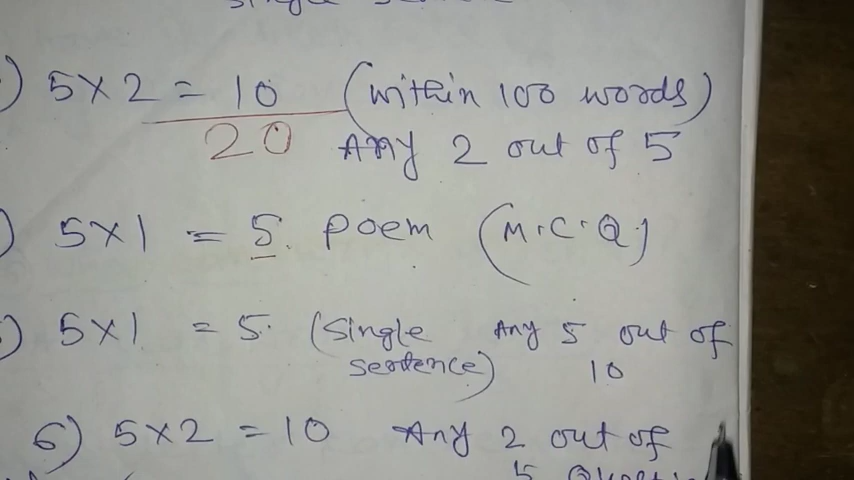 single
) 5×2 = 10 (within 100 words)
20 Any 2 out of 5
) 5×1 = 5. poem (M.C.Q)
) 5×1 = 5. (single Any 5 out of
sentence) 10
6) 5×2 = 10 Any 2 out of
5